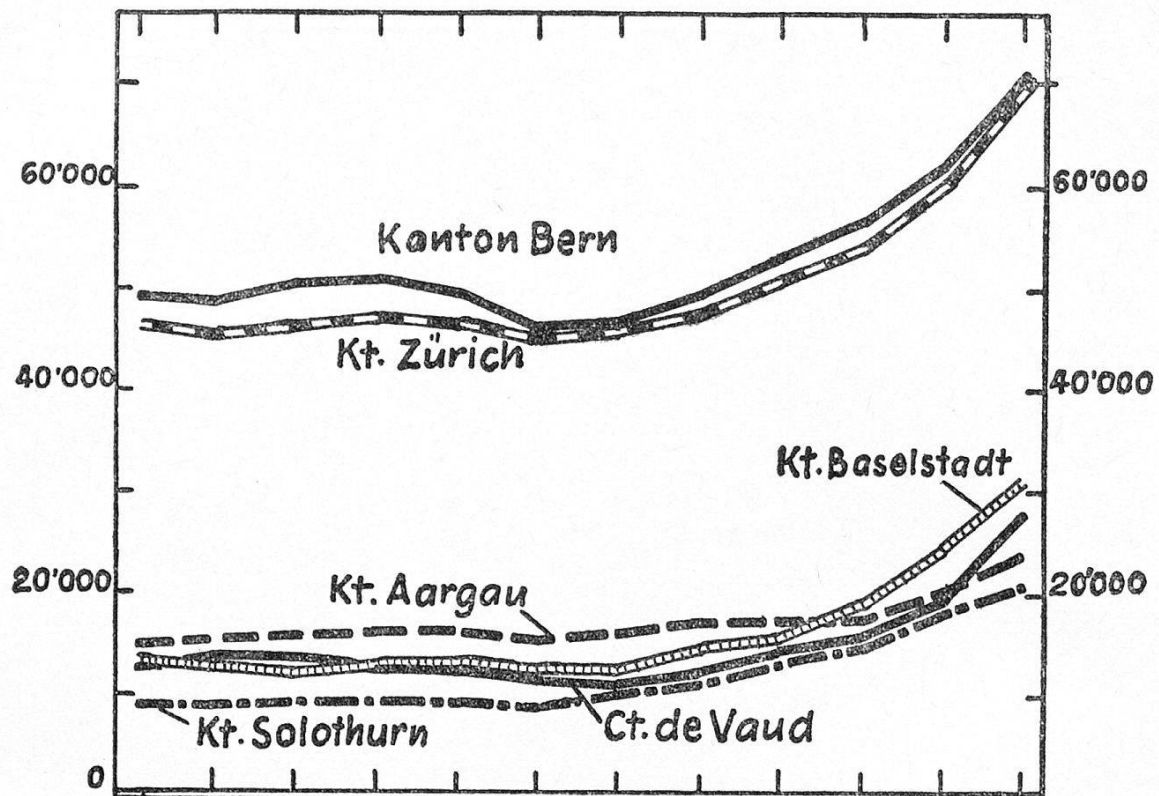 60'000
60'000
Kanton Bern
Kt. Zürich
40'000
40'000
Kt. Baselstadt
20'000
20'000
Kt. Aargau
Kt. Solothurn
Ct. de Vaud
0